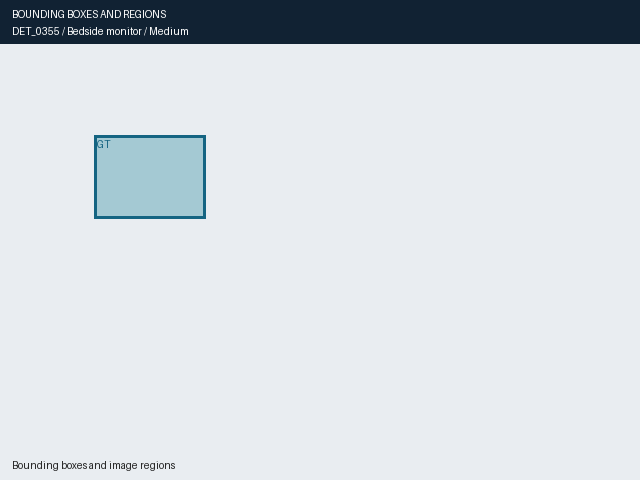 BOUNDING BOXES AND REGIONS
DET_0355 / Bedside monitor / Medium
GT
Bounding boxes and image regions